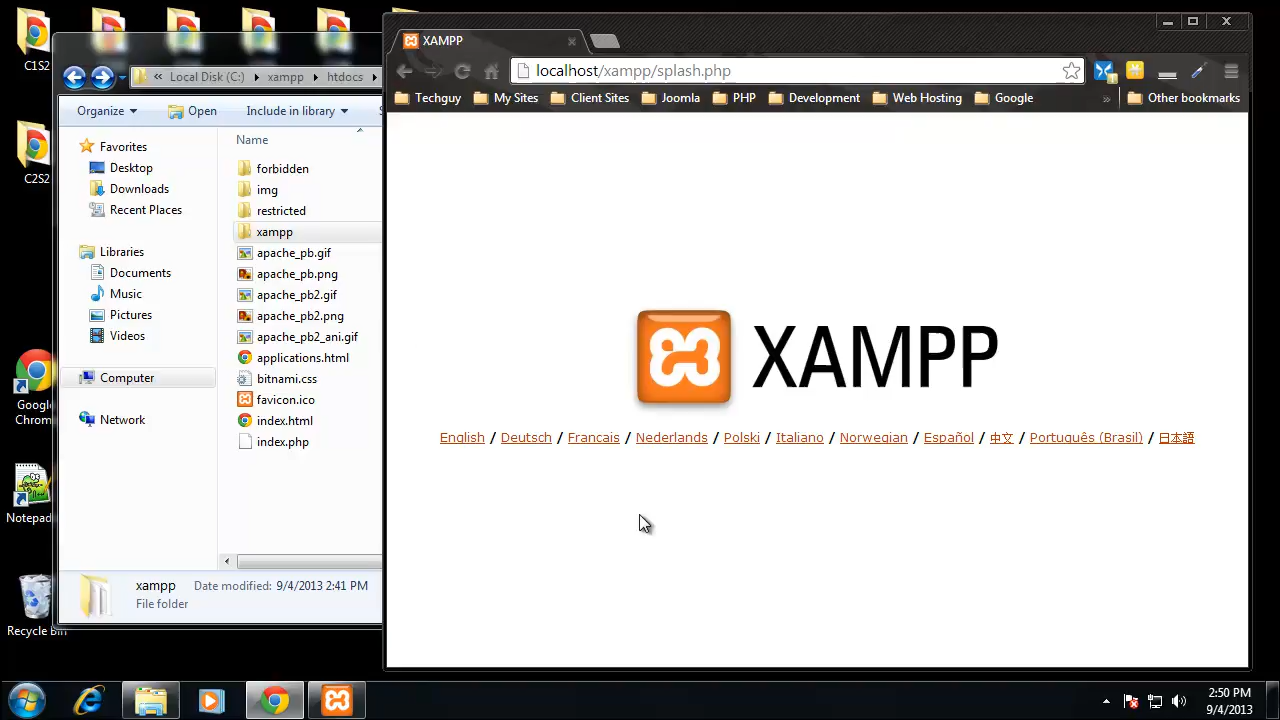 C1S2
C2S2
Google
Chrom
Notepad
Recycle Bin
Local Disk (C:)
xampp
htdocs
Organize
Open
Include in library
Name
Favorites
Desktop
Downloads
Recent Places
Libraries
Documents
Music
Pictures
Videos
Computer
Network
forbidden
img
restricted
xampp
apache_pb.gif
apache_pb.png
apache_pb2.gif
apache_pb2.png
apache_pb2_ani.gif
applications.html
bitnami.css
favicon.ico
index.html
index.php
xampp Date modified: 9/4/2013 2:41 PM
File folder
XAMPP
localhost/xampp/splash.php
Techguy My Sites Client Sites Joomla PHP Development Web Hosting Google » Other bookmarks
XAMPP
English / Deutsch / Francais / Nederlands / Polski / Italiano / Norwegian / Español / 中文 / Português (Brasil) / 日本語
2:50 PM
9/4/2013